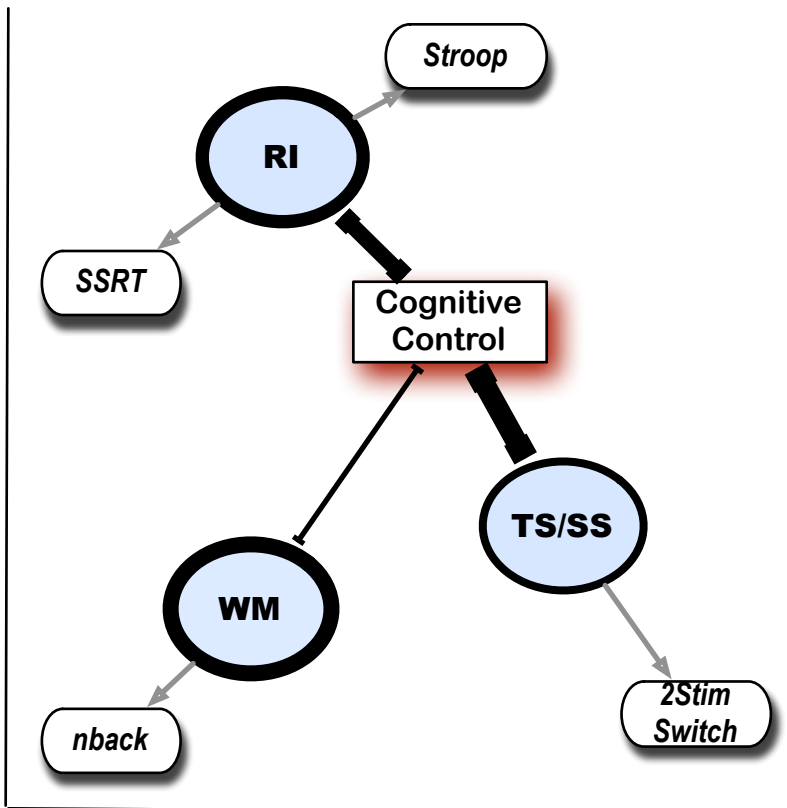 Stroop
RI
SSRT
Cognitive
Control
TS/SS
WM
2Stim
Switch
nback